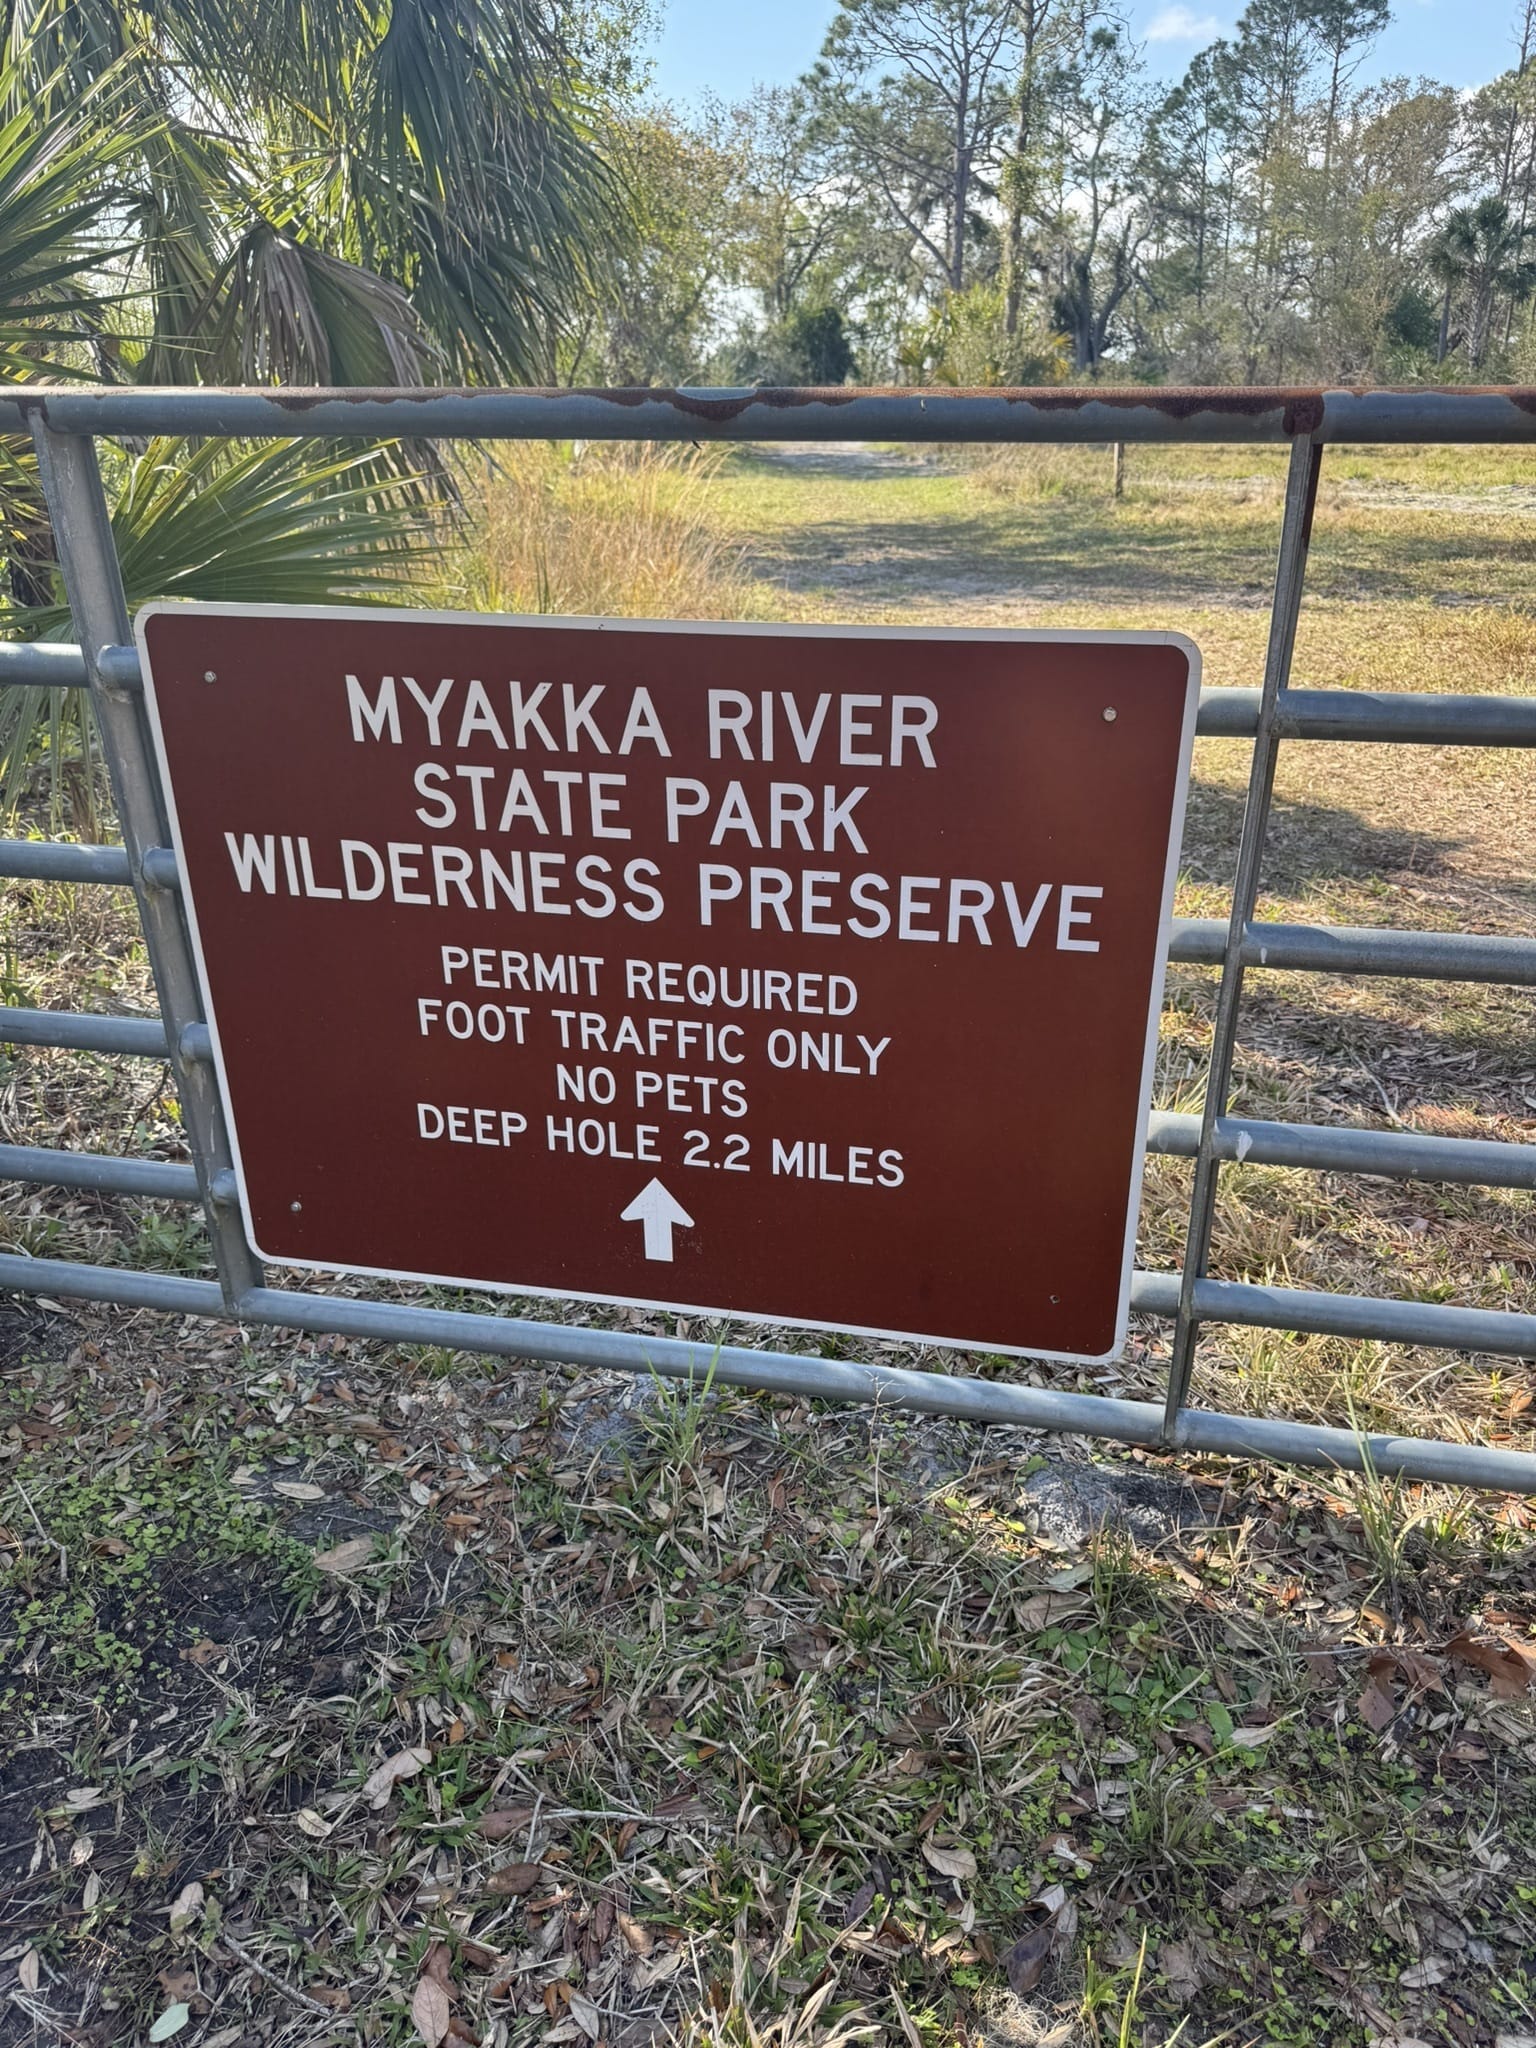 MYAKKA RIVER
STATE PARK
WILDERNESS PRESERVE
PERMIT REQUIRED
FOOT TRAFFIC ONLY
NO PETS
DEEP HOLE 2.2 MILES